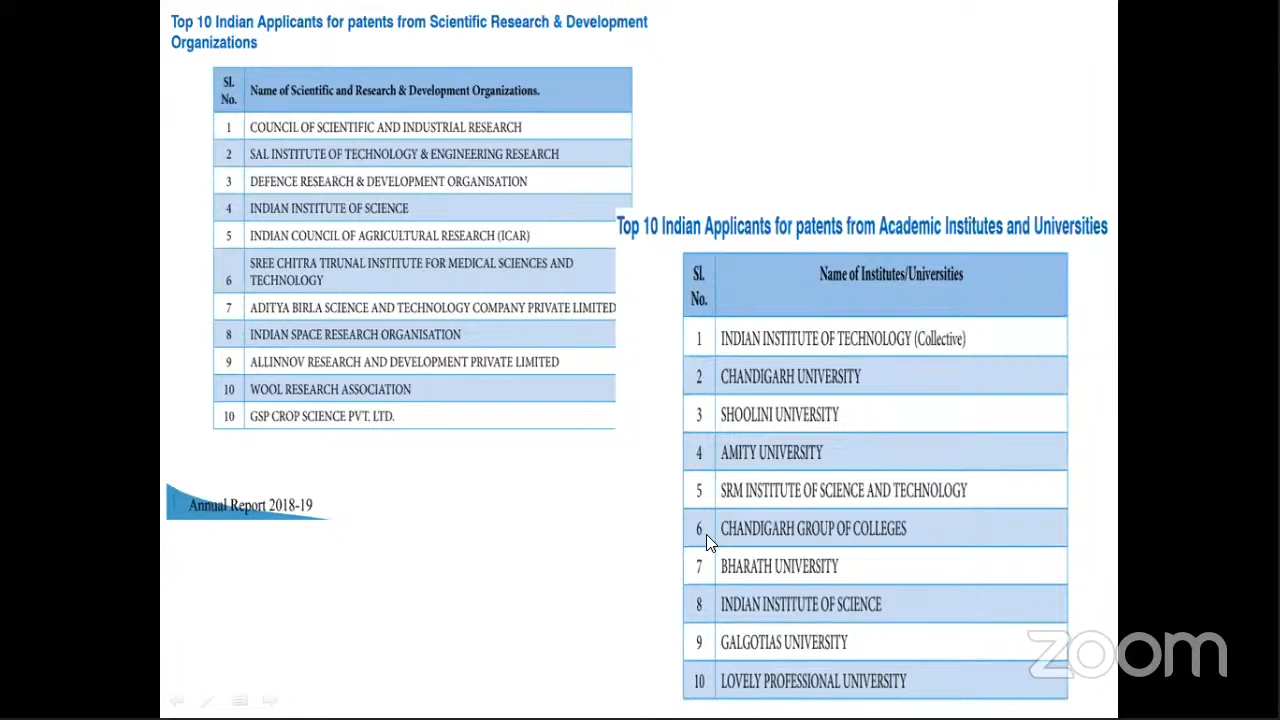 Top 10 Indian Applicants for patents from Scientific Research & Development
Organizations
Sl. No. Name of Scientific and Research & Development Organizations.
1 COUNCIL OF SCIENTIFIC AND INDUSTRIAL RESEARCH
2 SAL INSTITUTE OF TECHNOLOGY & ENGINEERING RESEARCH
3 DEFENCE RESEARCH & DEVELOPMENT ORGANISATION
4 INDIAN INSTITUTE OF SCIENCE
5 INDIAN COUNCIL OF AGRICULTURAL RESEARCH (ICAR)
6 SREE CHITRA TIRUNAL INSTITUTE FOR MEDICAL SCIENCES AND
TECHNOLOGY
7 ADITYA BIRLA SCIENCE AND TECHNOLOGY COMPANY PRIVATE LIMITED
8 INDIAN SPACE RESEARCH ORGANISATION
9 ALLINNOV RESEARCH AND DEVELOPMENT PRIVATE LIMITED
10 WOOL RESEARCH ASSOCIATION
10 GSP CROP SCIENCE PVT. LTD.
Annual Report 2018-19
Top 10 Indian Applicants for patents from Academic Institutes and Universities
Sl. No. Name of Institutes/Universities
1 INDIAN INSTITUTE OF TECHNOLOGY (Collective)
2 CHANDIGARH UNIVERSITY
3 SHOOLINI UNIVERSITY
4 AMITY UNIVERSITY
5 SRM INSTITUTE OF SCIENCE AND TECHNOLOGY
6 CHANDIGARH GROUP OF COLLEGES
7 BHARATH UNIVERSITY
8 INDIAN INSTITUTE OF SCIENCE
9 GALGOTIAS UNIVERSITY
10 LOVELY PROFESSIONAL UNIVERSITY
zoom